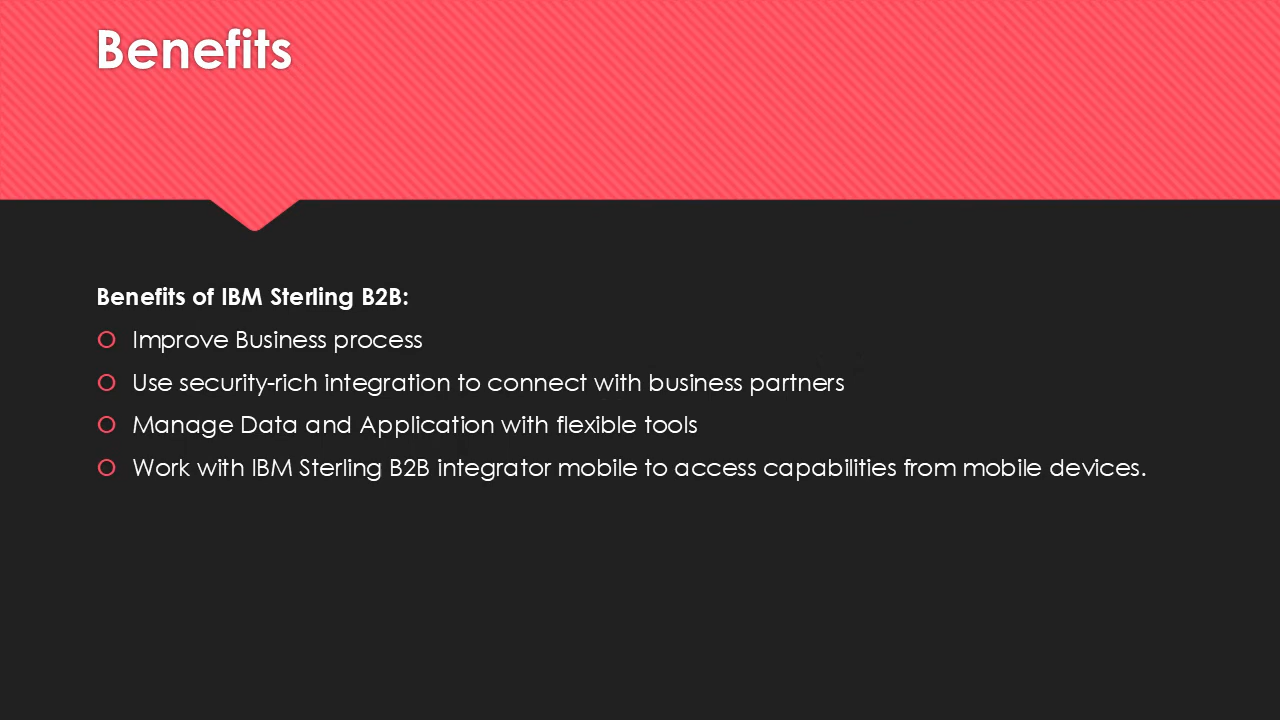 Benefits
Benefits of IBM Sterling B2B:
Improve Business process
Use security-rich integration to connect with business partners
Manage Data and Application with flexible tools
Work with IBM Sterling B2B integrator mobile to access capabilities from mobile devices.